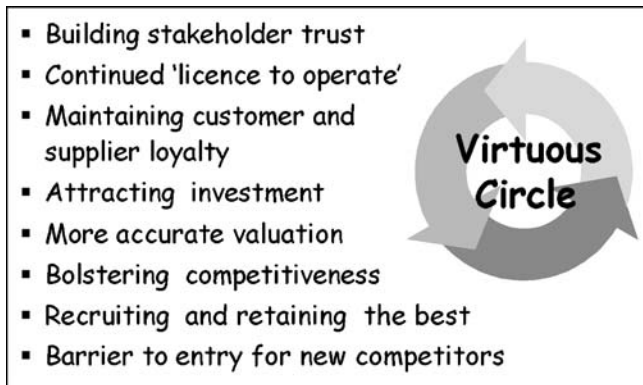 ▪ Building stakeholder trust
▪ Continued 'licence to operate'
▪ Maintaining customer and
supplier loyalty
▪ Attracting investment
▪ More accurate valuation
▪ Bolstering competitiveness
▪ Recruiting and retaining the best
▪ Barrier to entry for new competitors
Virtuous
Circle